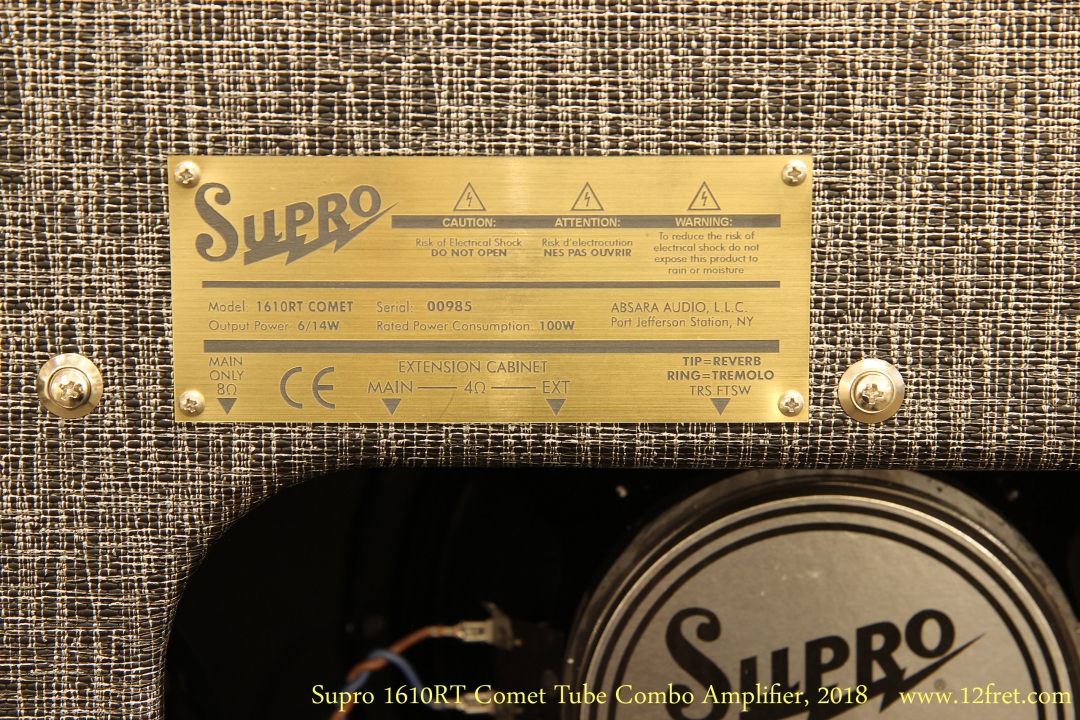 SUPRO
CAUTION:
Risk of Electrical Shock
DO NOT OPEN
ATTENTION:
Risk d'electrocution
NES PAS OUVRIR
WARNING:
To reduce the risk of
electrical shock do not
expose this product to
rain or moisture
Model: 1610RT COMET Serial: 00985
Output Power: 6/14W Rated Power Consumption: 100W
ABSARA AUDIO, L.L.C.
Port Jefferson Station, NY
MAIN
ONLY
8Ω
CE
EXTENSION CABINET
MAIN — 4Ω — EXT
TIP=REVERB
RING=TREMOLO
TRS FTSW
SUPRO
Supro 1610RT Comet Tube Combo Amplifier, 2018 www.12fret.com